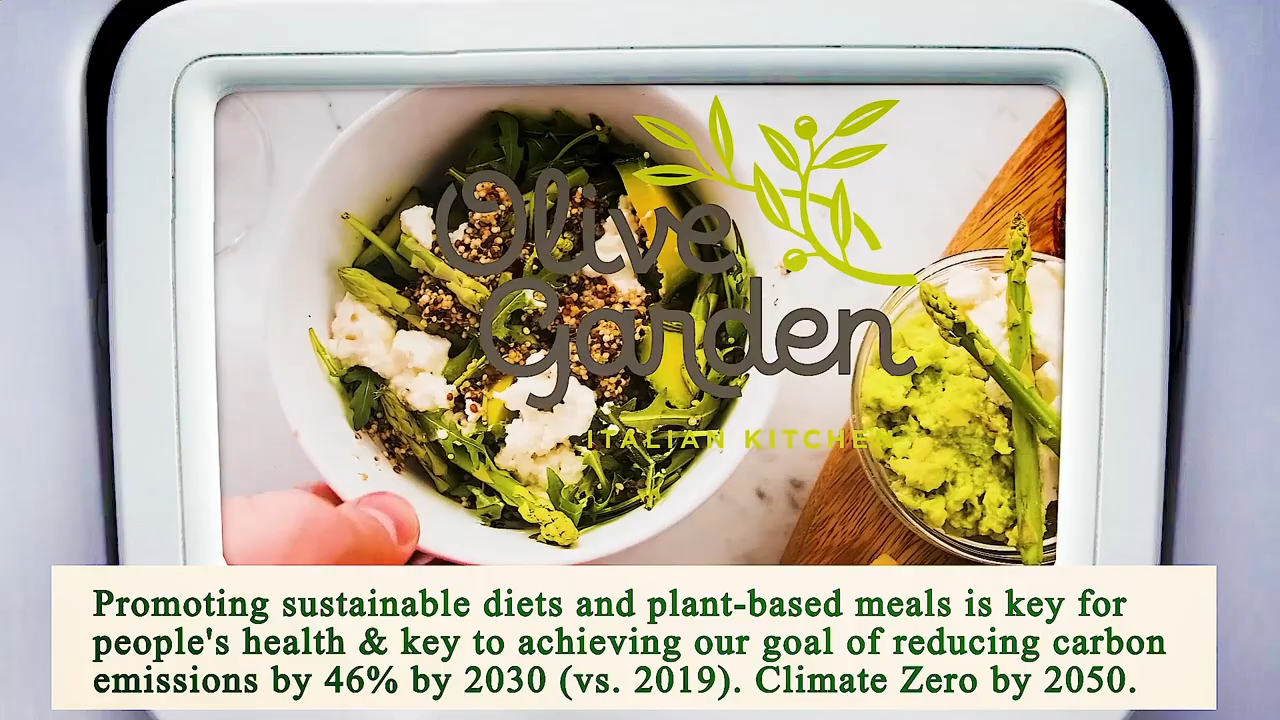 Olive
Garden
ITALIAN KITCHEN
Promoting sustainable diets and plant-based meals is key for
people's health & key to achieving our goal of reducing carbon
emissions by 46% by 2030 (vs. 2019). Climate Zero by 2050.